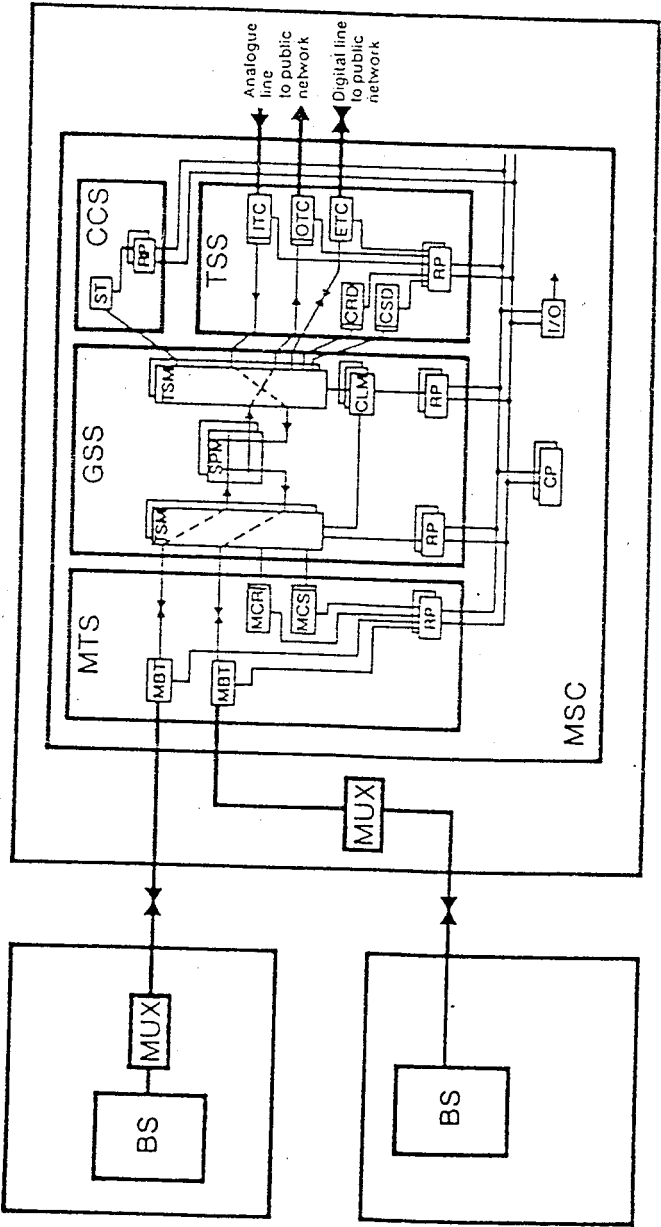 Analogue
line
to public
network
Digital line
to public
network
CCS
ST
RP
TSS
ITC
OTC
ETC
CRD
CSD
RP
GSS
TSM
SPM
TSM
CLM
RP
RP
I/O
CP
MTS
MBT
MBT
MCR
MCS
RP
MSC
MUX
MUX
BS
BS